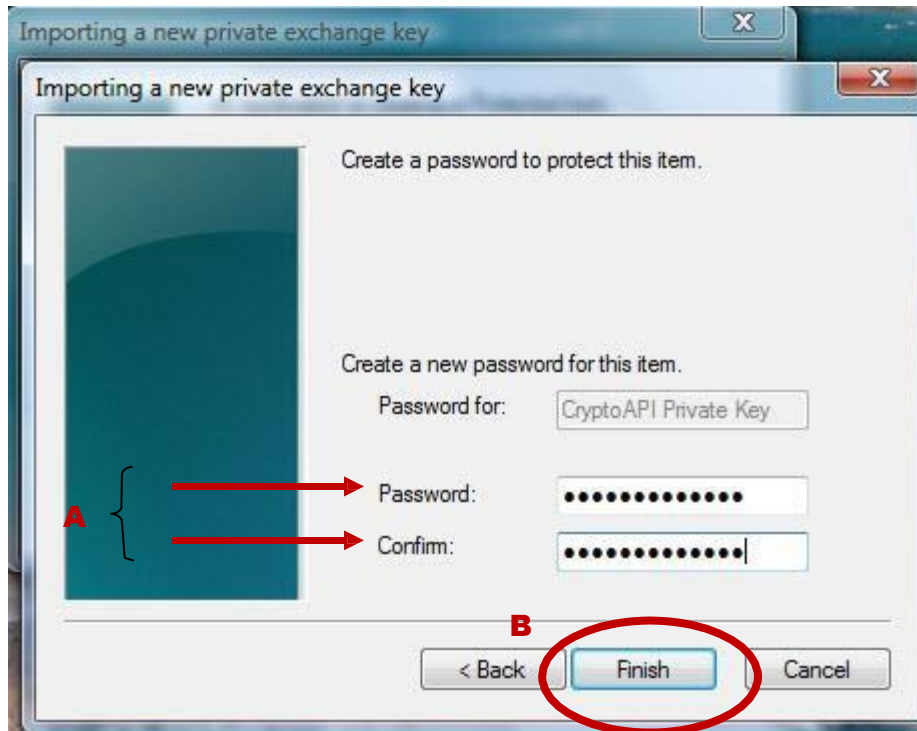 Importing a new private exchange key
X
Importing a new private exchange key
X
Create a password to protect this item.
Create a new password for this item.
Password for: CryptoAPI Private Key
A
Password: ●●●●●●●●●●●●●
Confirm: ●●●●●●●●●●●●●
B
< Back Finish Cancel